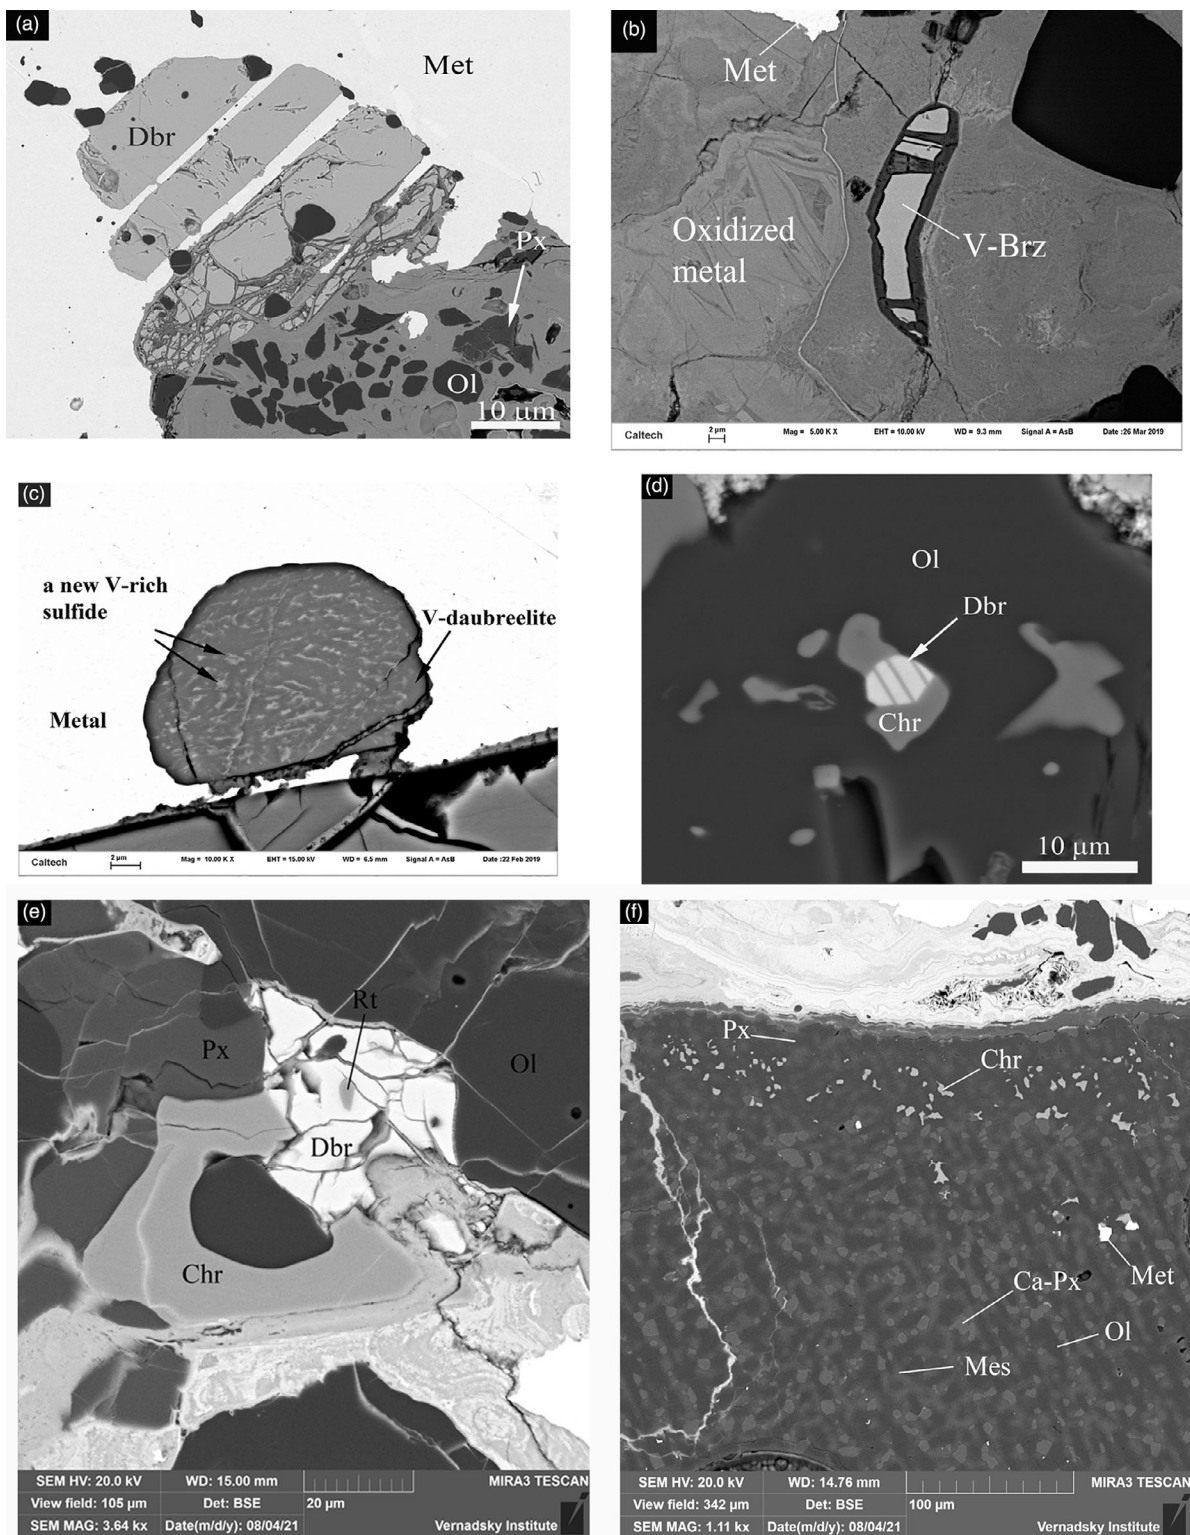 (a)
Met
Dbr
Px
Ol
10 µm
(b)
Met
Oxidized
metal
V-Brz
Caltech
2 µm
Mag = 5.00 K X
EHT = 10.00 kV
WD = 9.3 mm
Signal A = AsB
Date :26 Mar 2019
(c)
a new V-rich
sulfide
V-daubreelite
Metal
Caltech
2 µm
Mag = 10.00 K X
EHT = 15.00 kV
WD = 6.5 mm
Signal A = AsB
Date :22 Feb 2019
(d)
Ol
Dbr
Chr
10 µm
(e)
Rt
Px
Ol
Dbr
Chr
SEM HV: 20.0 kV
WD: 15.00 mm
MIRA3 TESCAN
View field: 105 µm
Det: BSE
20 µm
SEM MAG: 3.64 kx
Date(m/d/y): 08/04/21
Vernadsky Institute
(f)
Px
Chr
Ca-Px
Met
Ol
Mes
SEM HV: 20.0 kV
WD: 14.76 mm
MIRA3 TESCAN
View field: 342 µm
Det: BSE
100 µm
SEM MAG: 1.11 kx
Date(m/d/y): 08/04/21
Vernadsky Institute